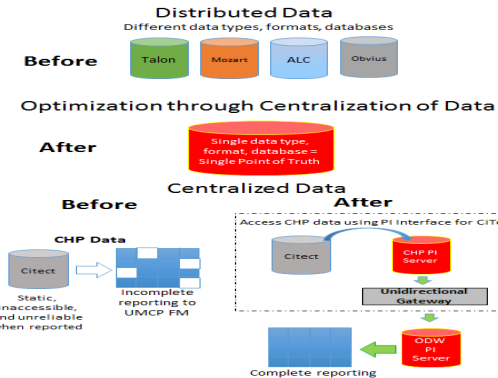 Distributed Data
Different data types, formats, databases
Before
Talon
Mozart
ALC
Obvius
Optimization through Centralization of Data
After
Single data type,
format, database =
Single Point of Truth
Centralized Data
Before
After
CHP Data
Citect
Static,
inaccessible,
and unreliable
when reported
Incomplete
reporting to
UMCP FM
Access CHP data using PI Interface for CiTe
Citect
CHP PI
Server
Unidirectional
Gateway
ODW
PI
Server
Complete reporting